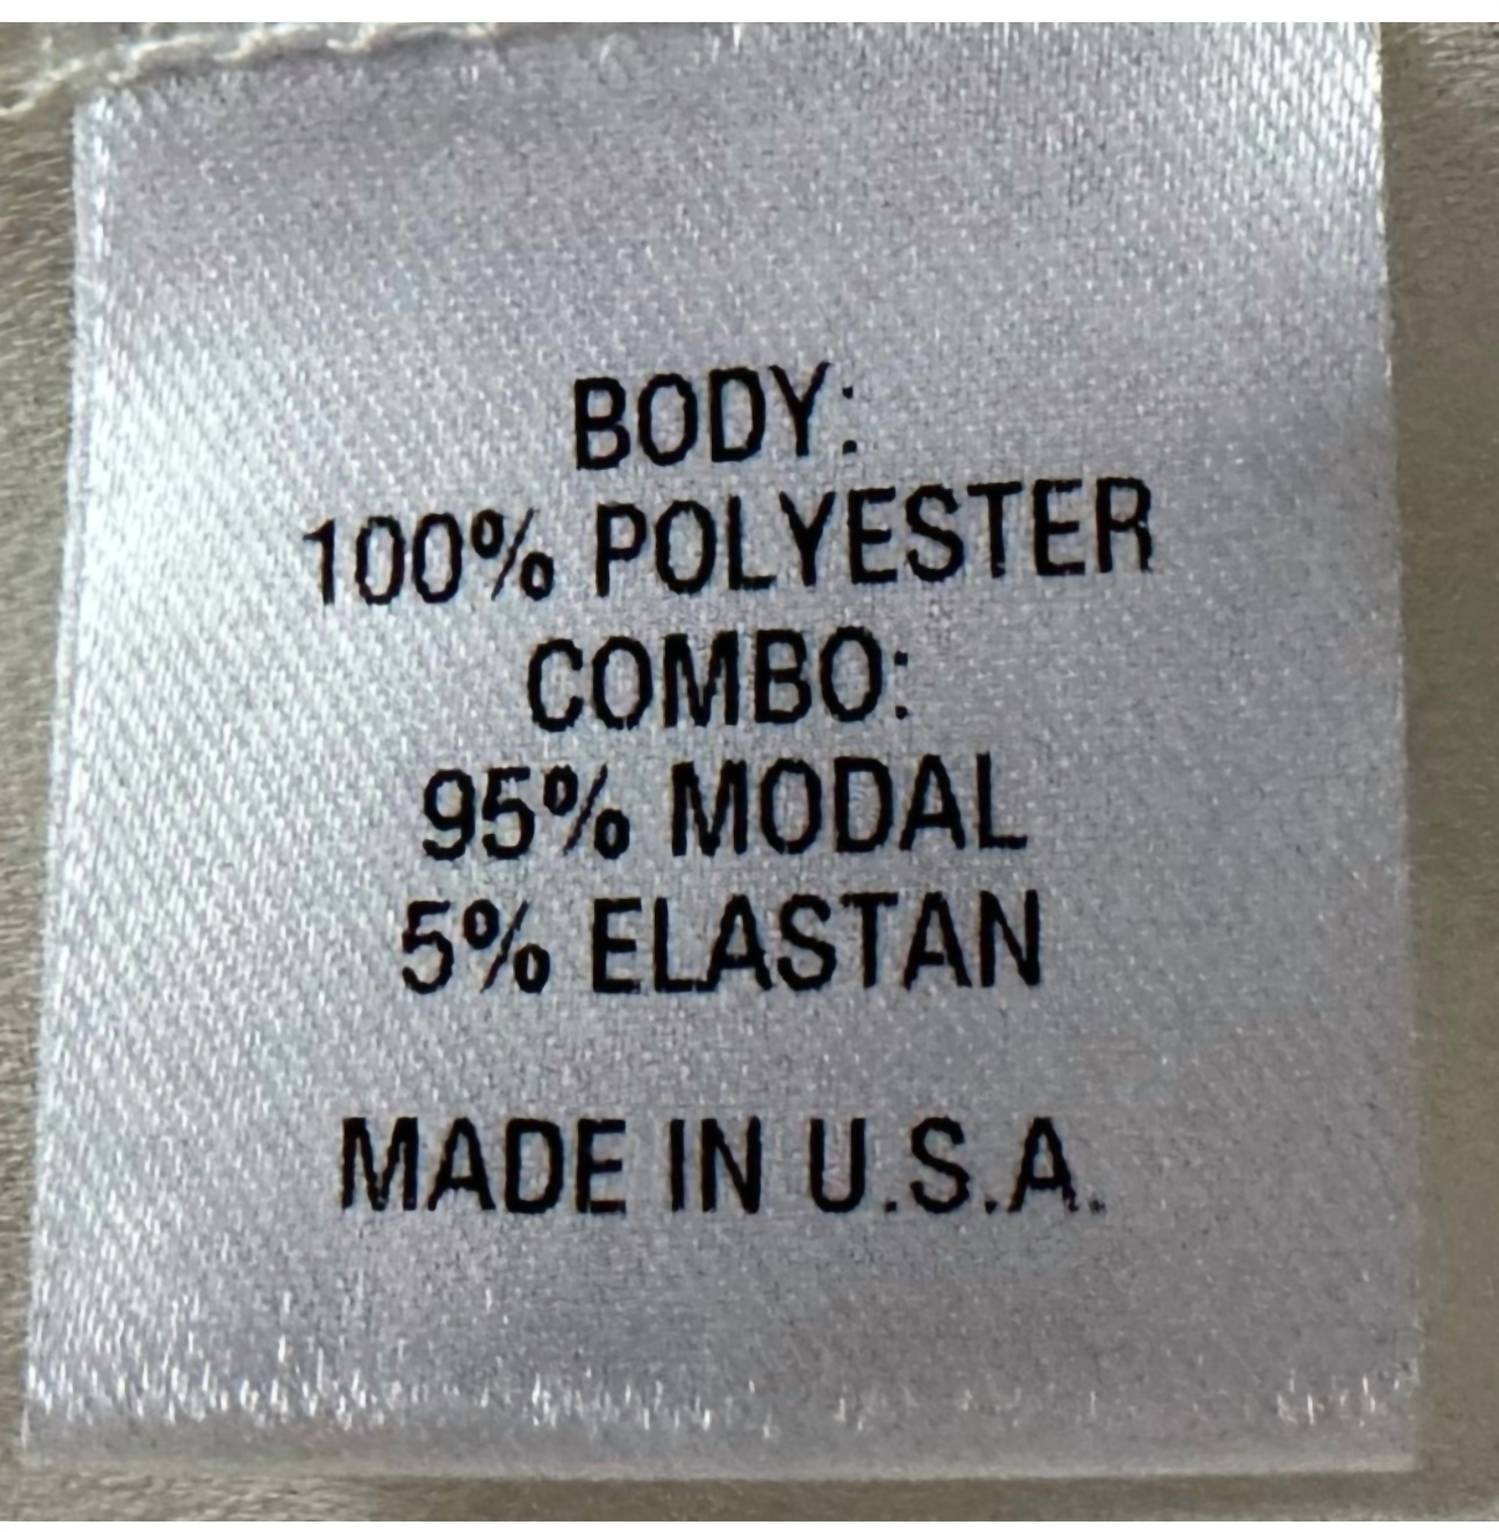 BODY:
100% POLYESTER
COMBO:
95% MODAL
5% ELASTAN
MADE IN U.S.A.